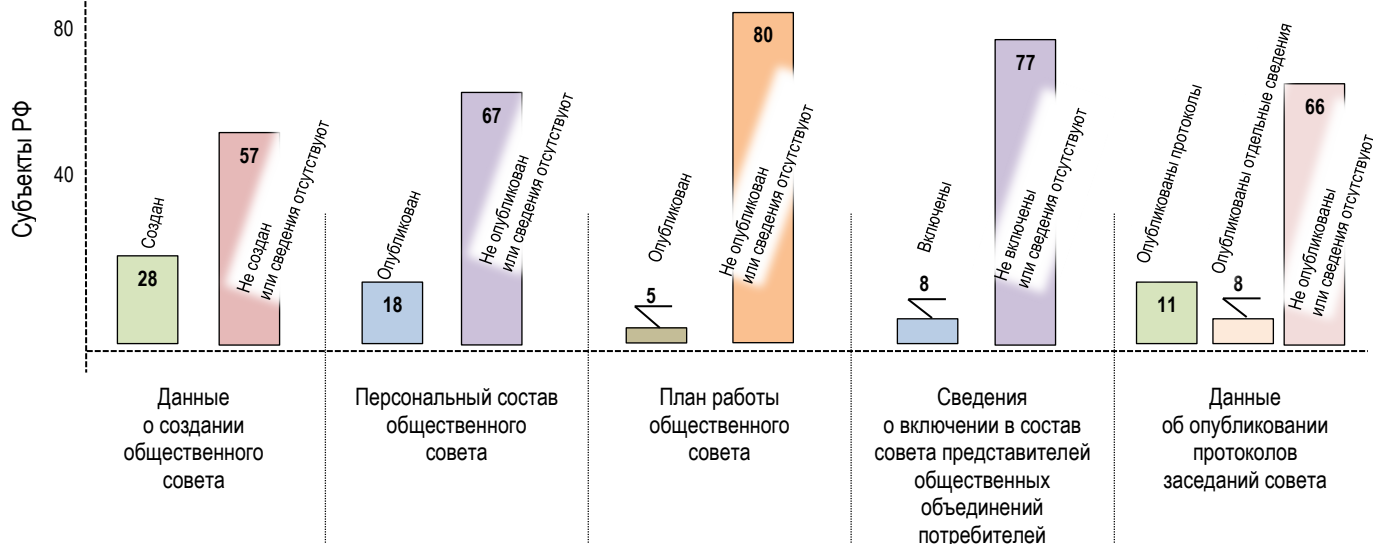 80
40
Субъекты РФ
28
Создан
57
Не создан
или сведения отсутствуют
18
Опубликован
67
Не опубликован
или сведения отсутствуют
5
Опубликован
80
Не опубликован
или сведения отсутствуют
8
Включены
77
Не включены
или сведения отсутствуют
11
Опубликованы протоколы
8
Опубликованы отдельные сведения
66
Не опубликованы
или сведения отсутствуют
Данные
о создании
общественного
совета
Персональный состав
общественного
совета
План работы
общественного
совета
Сведения
о включении в состав
совета представителей
общественных
объединений
потребителей
Данные
об опубликовании
протоколов
заседаний совета